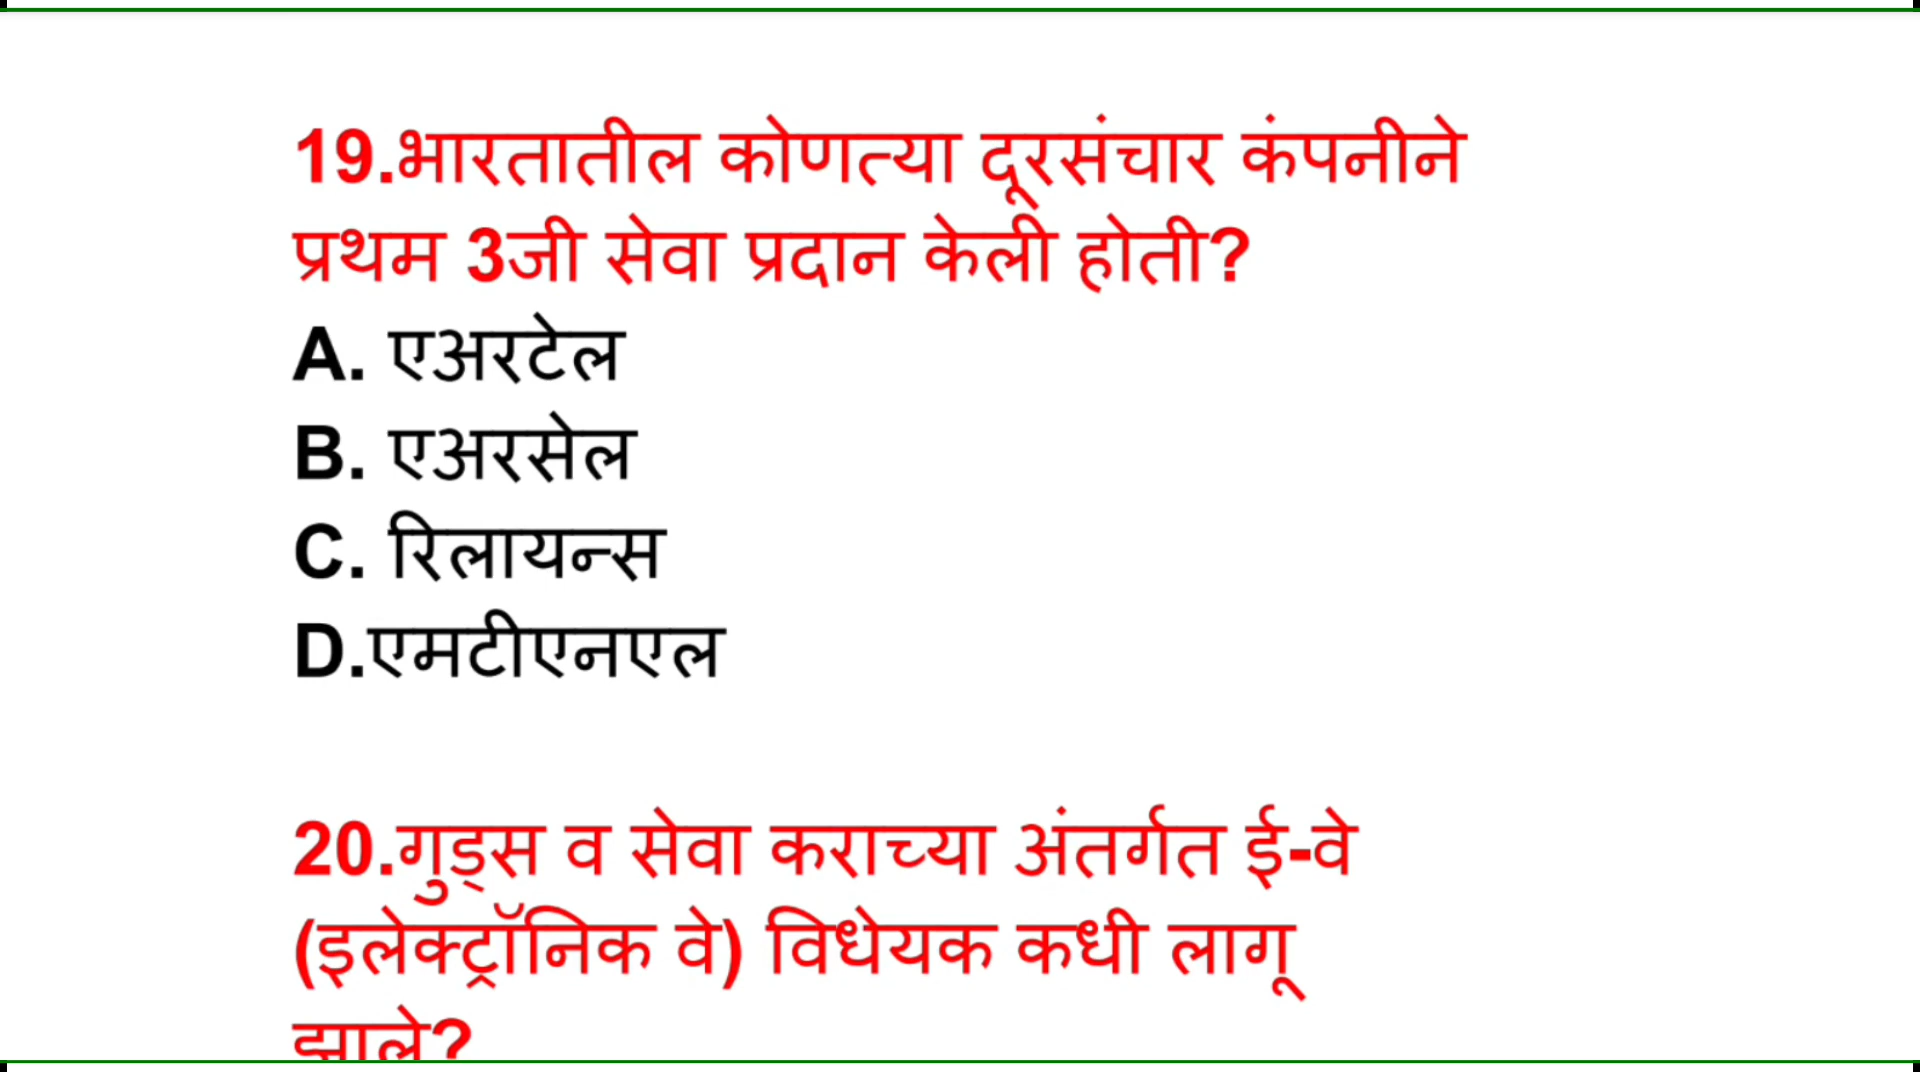 19.भारतातील कोणत्या दूरसंचार कंपनीने
प्रथम 3जी सेवा प्रदान केली होती?
A. एअरटेल
B. एअरसेल
C. रिलायन्स
D.एमटीएनएल
20.गुड्स व सेवा कराच्या अंतर्गत ई-वे
(इलेक्ट्रॉनिक वे) विधेयक कधी लागू
झाले?